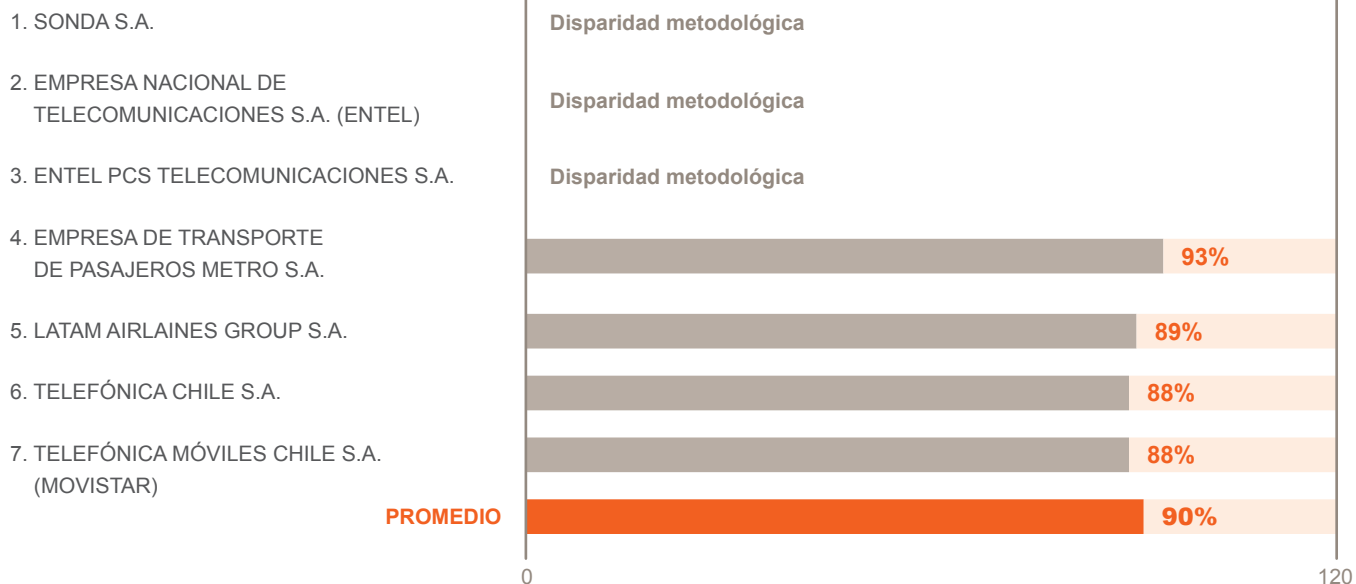 1. SONDA S.A.
Disparidad metodológica
2. EMPRESA NACIONAL DE
TELECOMUNICACIONES S.A. (ENTEL)
Disparidad metodológica
3. ENTEL PCS TELECOMUNICACIONES S.A.
Disparidad metodológica
4. EMPRESA DE TRANSPORTE
DE PASAJEROS METRO S.A.
93%
5. LATAM AIRLAINES GROUP S.A.
89%
6. TELEFÓNICA CHILE S.A.
88%
7. TELEFÓNICA MÓVILES CHILE S.A.
(MOVISTAR)
88%
PROMEDIO
90%
0
120